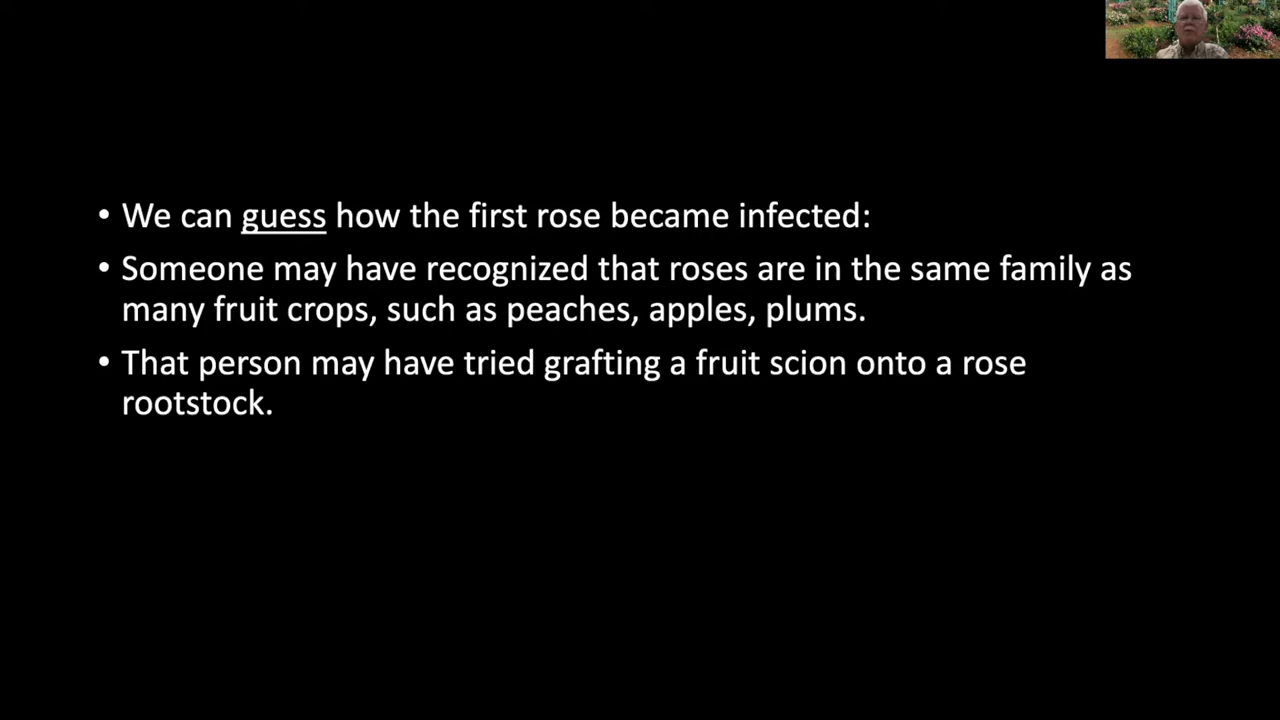 • We can guess how the first rose became infected:
• Someone may have recognized that roses are in the same family as
many fruit crops, such as peaches, apples, plums.
• That person may have tried grafting a fruit scion onto a rose
rootstock.